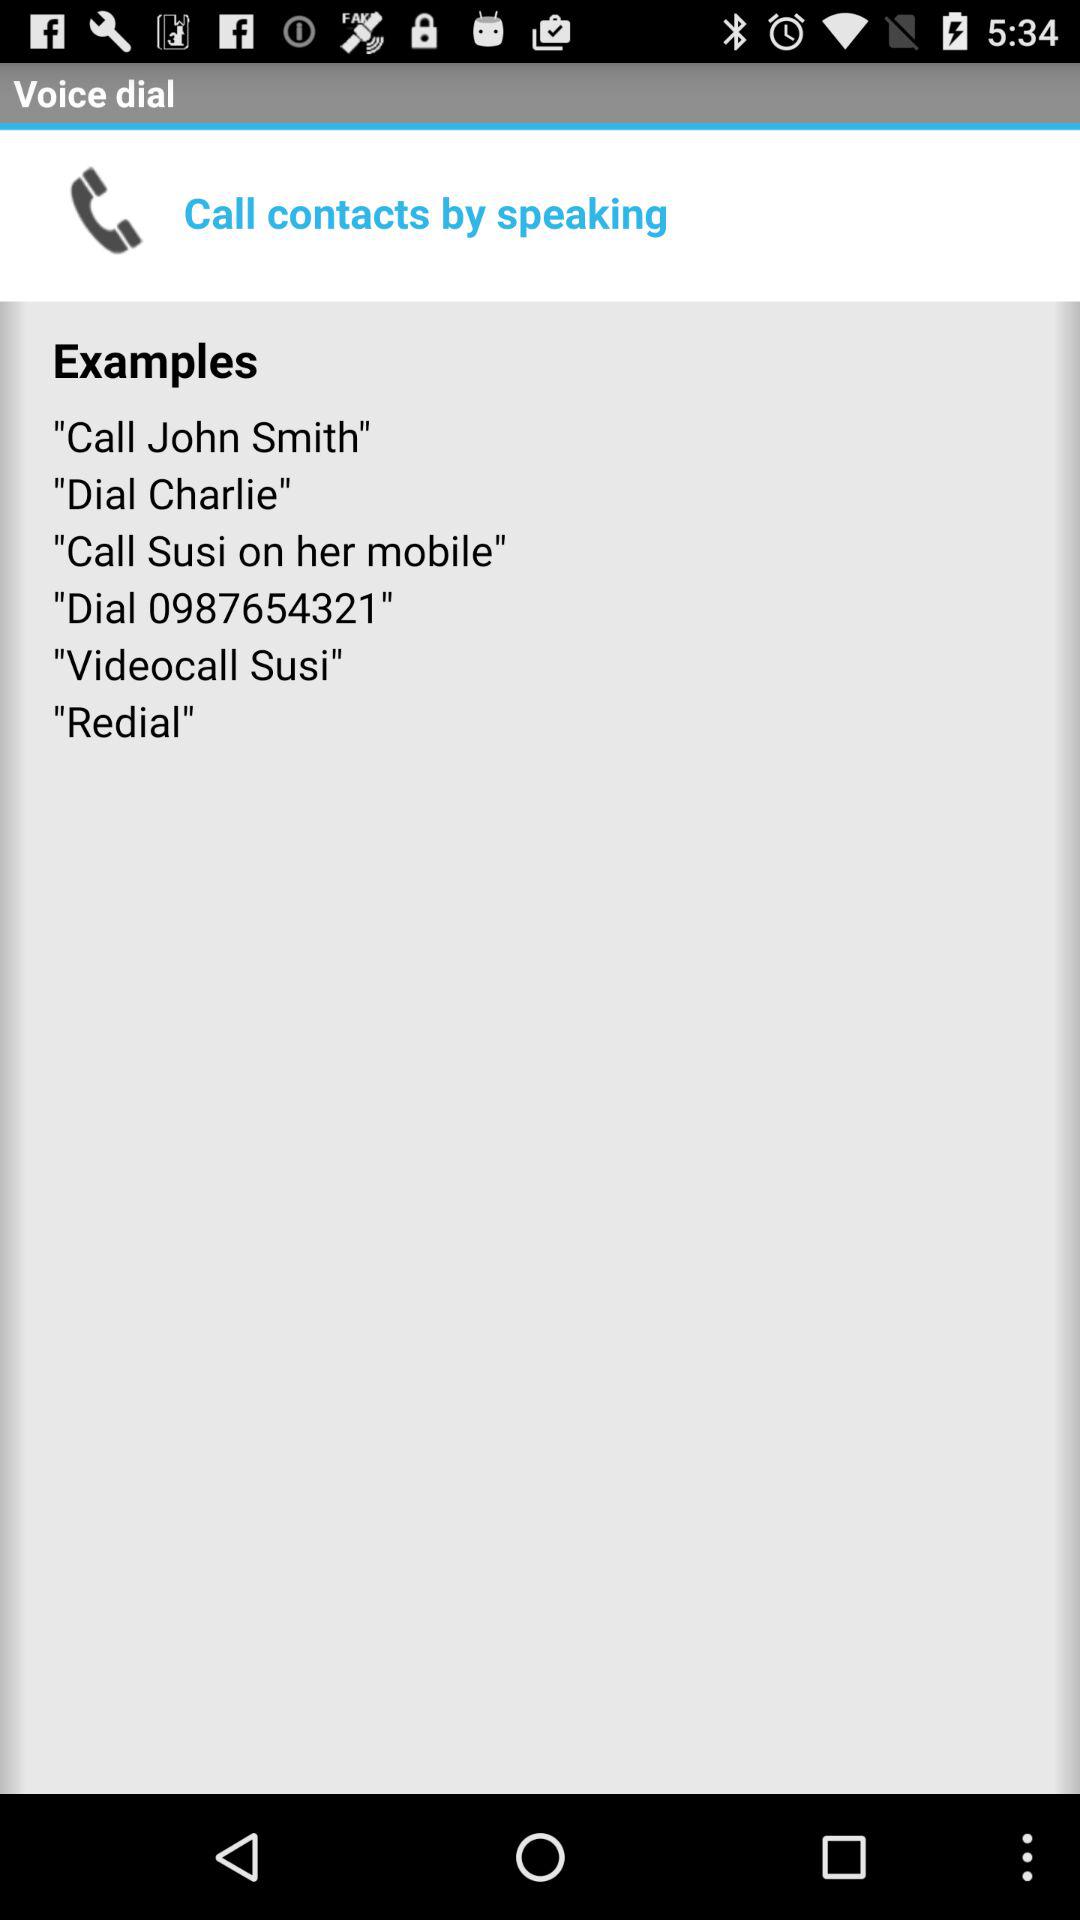 5:34
Voice dial
Call contacts by speaking
Examples
"Call John Smith"
"Dial Charlie"
"Call Susi on her mobile"
"Dial 0987654321"
"Videocall Susi"
"Redial"